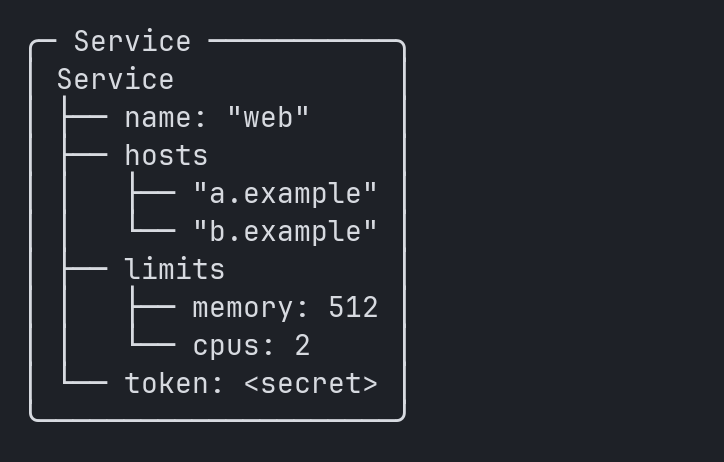 Service
Service
name: "web"
hosts
"a.example"
"b.example"
limits
memory: 512
cpus: 2
token: <secret>